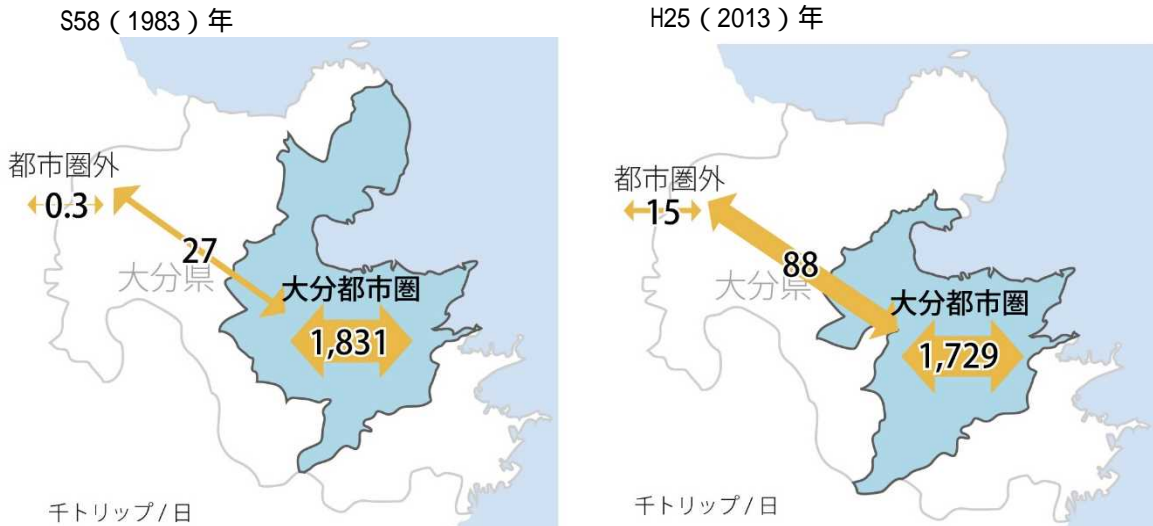 S58（1983）年
都市圏外
0.3
27
大分県
大分都市圏
1,831
千トリップ/日
H25（2013）年
都市圏外
15
88
大分県
大分都市圏
1,729
千トリップ/日